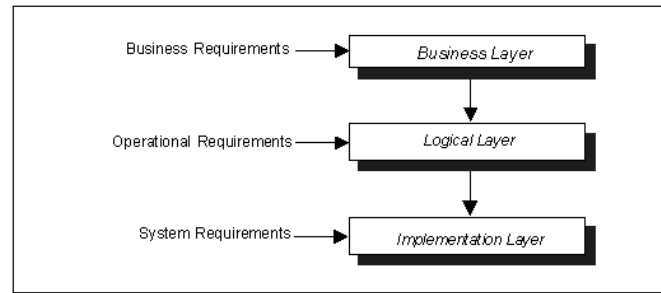 Business Requirements
Business Layer
Operational Requirements
Logical Layer
System Requirements
Implementation Layer